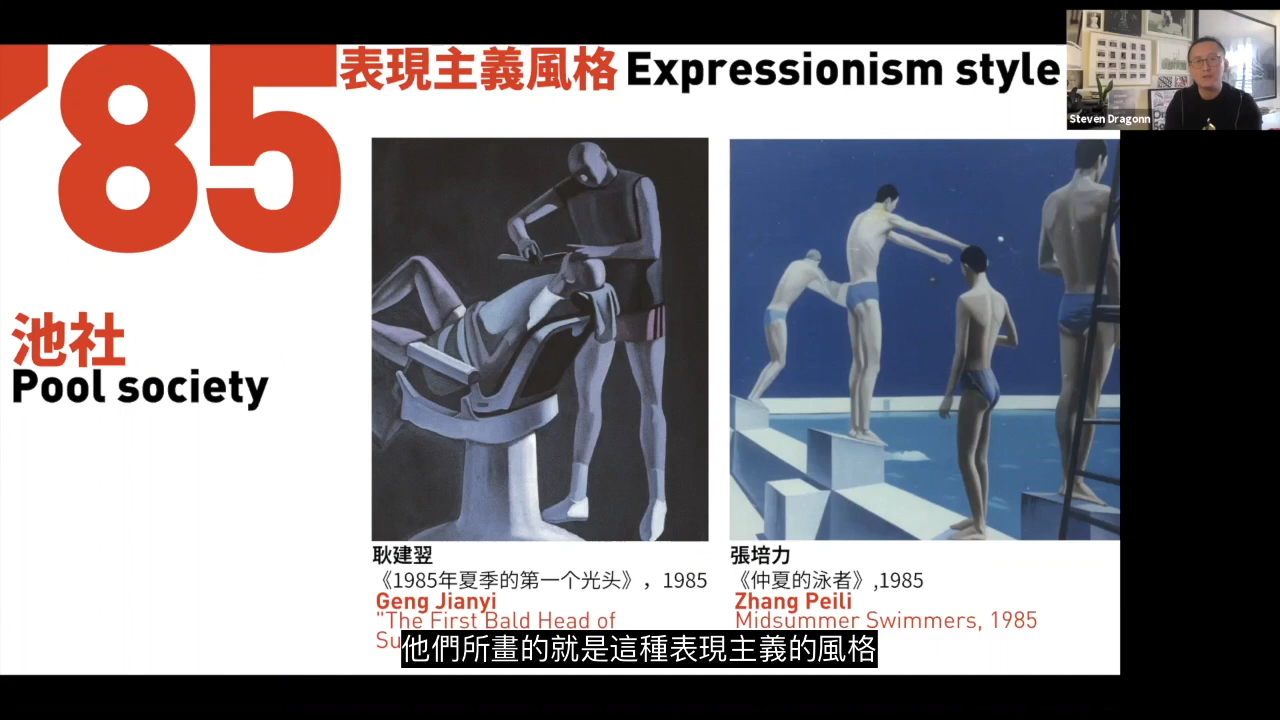 '85
表現主義風格 Expressionism style
Steven Dragonn
池社
Pool society
耿建翌
《1985年夏季的第一个光头》，1985
Geng Jianyi
"The First Bald Head of
Su
張培力
《仲夏的泳者》,1985
Zhang Peili
Midsummer Swimmers, 1985
他們所畫的就是這種表現主義的風格